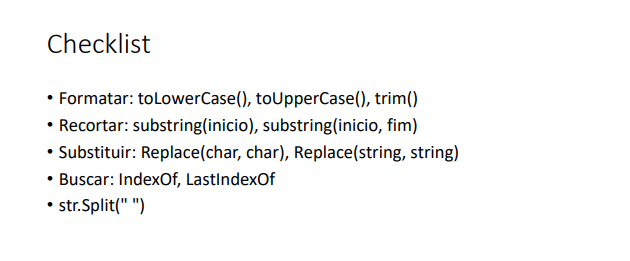 Checklist
• Formatar: toLowerCase(), toUpperCase(), trim()
• Recortar: substring(inicio), substring(inicio, fim)
• Substituir: Replace(char, char), Replace(string, string)
• Buscar: IndexOf, LastIndexOf
• str.Split(" ")